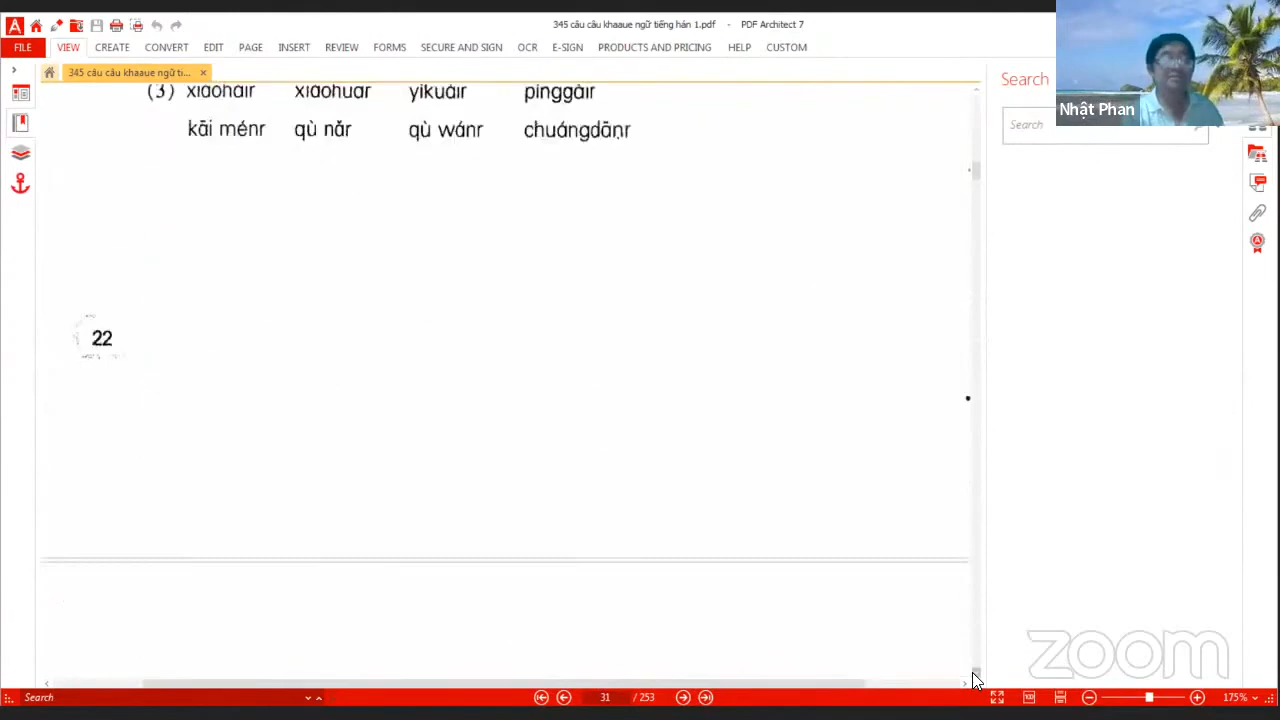 345 câu câu khaaue ngữ tiếng hán 1.pdf - PDF Architect 7
FILE VIEW CREATE CONVERT EDIT PAGE INSERT REVIEW FORMS SECURE AND SIGN OCR E-SIGN PRODUCTS AND PRICING HELP CUSTOM
345 câu câu khaaue ngữ ti... ×
Search
Search
Nhật Phan
(3) xiǎoháir xiǎohuār yíkuàir pínggàir
kāi ménr qù nǎr qù wánr chuángdānr
22
zoom
Search 31 / 253 175%